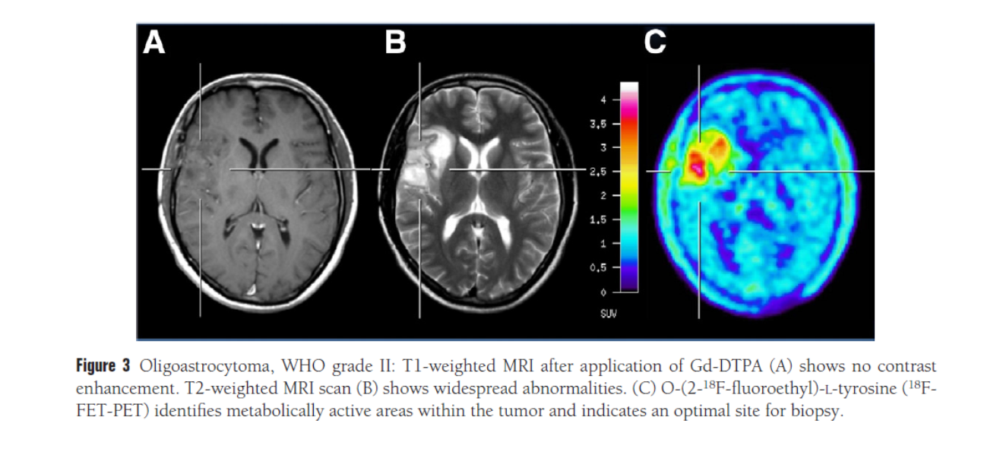 A B C
4
3,5
3
2,5
2
1,5
1
0,5
0
SUV
Figure 3 Oligoastrocytoma, WHO grade II: T1-weighted MRI after application of Gd-DTPA (A) shows no contrast
enhancement. T2-weighted MRI scan (B) shows widespread abnormalities. (C) O-(2-¹⁸F-fluoroethyl)-L-tyrosine (¹⁸F-
FET-PET) identifies metabolically active areas within the tumor and indicates an optimal site for biopsy.